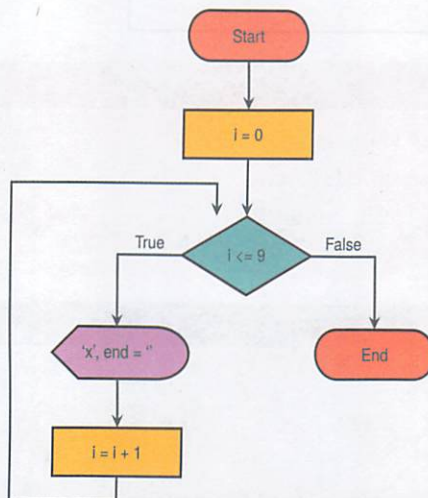 Start
i = 0
True
i <= 9
False
'x', end = ''
End
i = i + 1